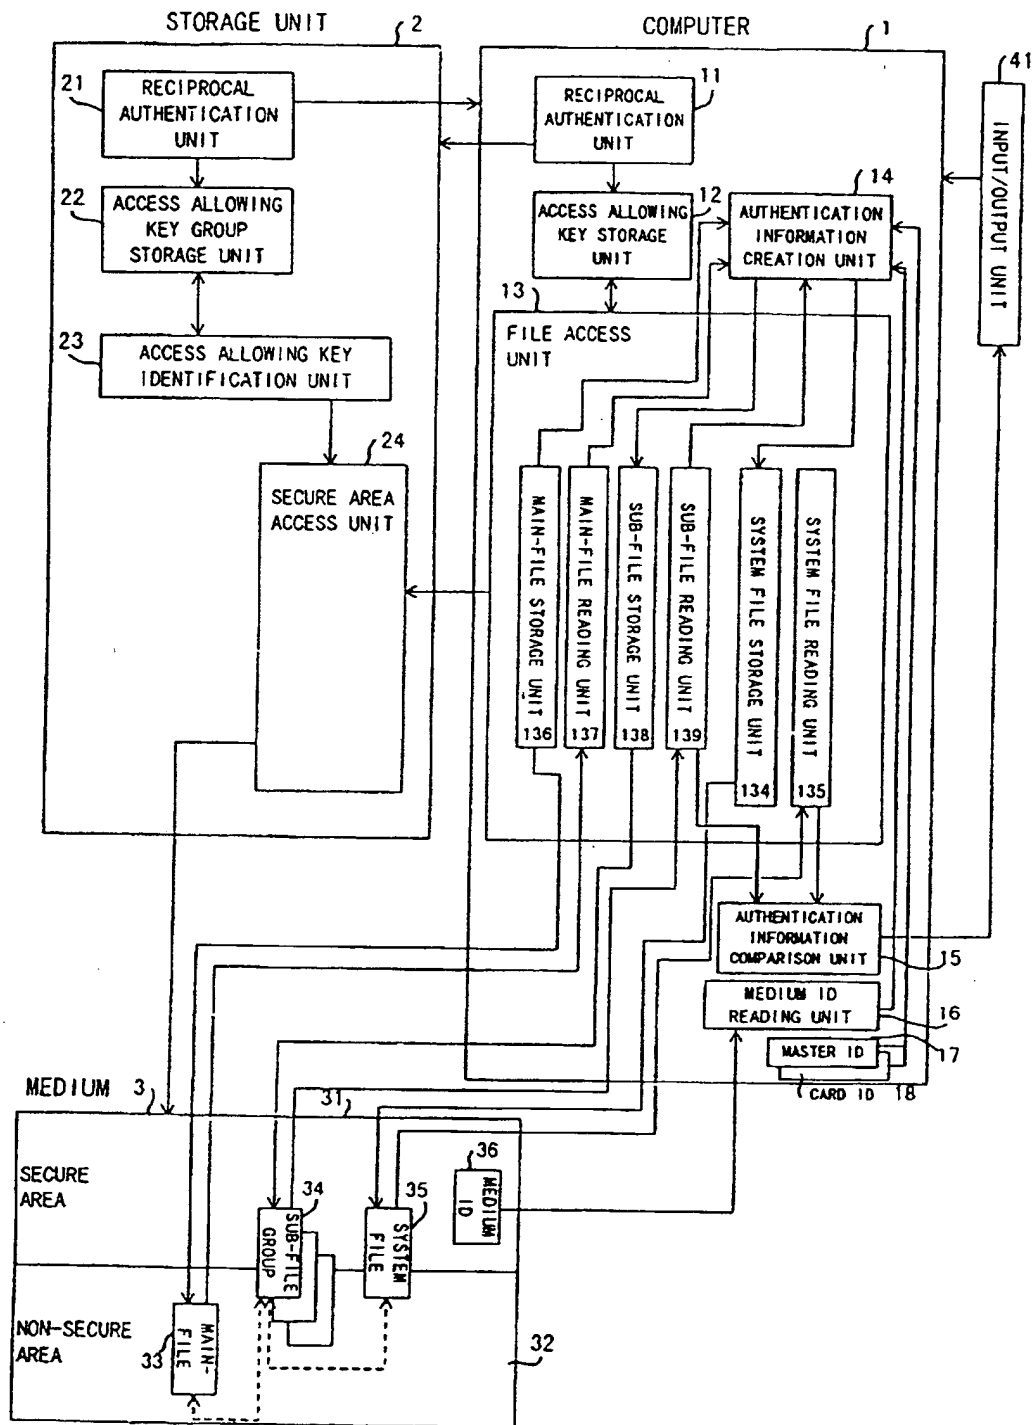 STORAGE UNIT
2
21
RECIPROCAL
AUTHENTICATION
UNIT
22
ACCESS ALLOWING
KEY GROUP
STORAGE UNIT
23
ACCESS ALLOWING KEY
IDENTIFICATION UNIT
24
SECURE AREA
ACCESS UNIT
COMPUTER
1
11
RECIPROCAL
AUTHENTICATION
UNIT
12
ACCESS ALLOWING
KEY STORAGE
UNIT
14
AUTHENTICATION
INFORMATION
CREATION UNIT
13
FILE ACCESS
UNIT
MAIN-FILE STORAGE UNIT
136
MAIN-FILE READING UNIT
137
SUB-FILE STORAGE UNIT
138
SUB-FILE READING UNIT
139
SYSTEM FILE STORAGE UNIT
134
SYSTEM FILE READING UNIT
135
AUTHENTICATION
INFORMATION
COMPARISON UNIT
15
MEDIUM ID
READING UNIT
16
17
MASTER ID
CARD ID
18
41
INPUT/OUTPUT UNIT
MEDIUM
3
31
SECURE
AREA
34
SUB-FILE
GROUP
35
SYSTEM
FILE
36
MEDIUM
ID
NON-SECURE
AREA
33
MAIN-
FILE
32